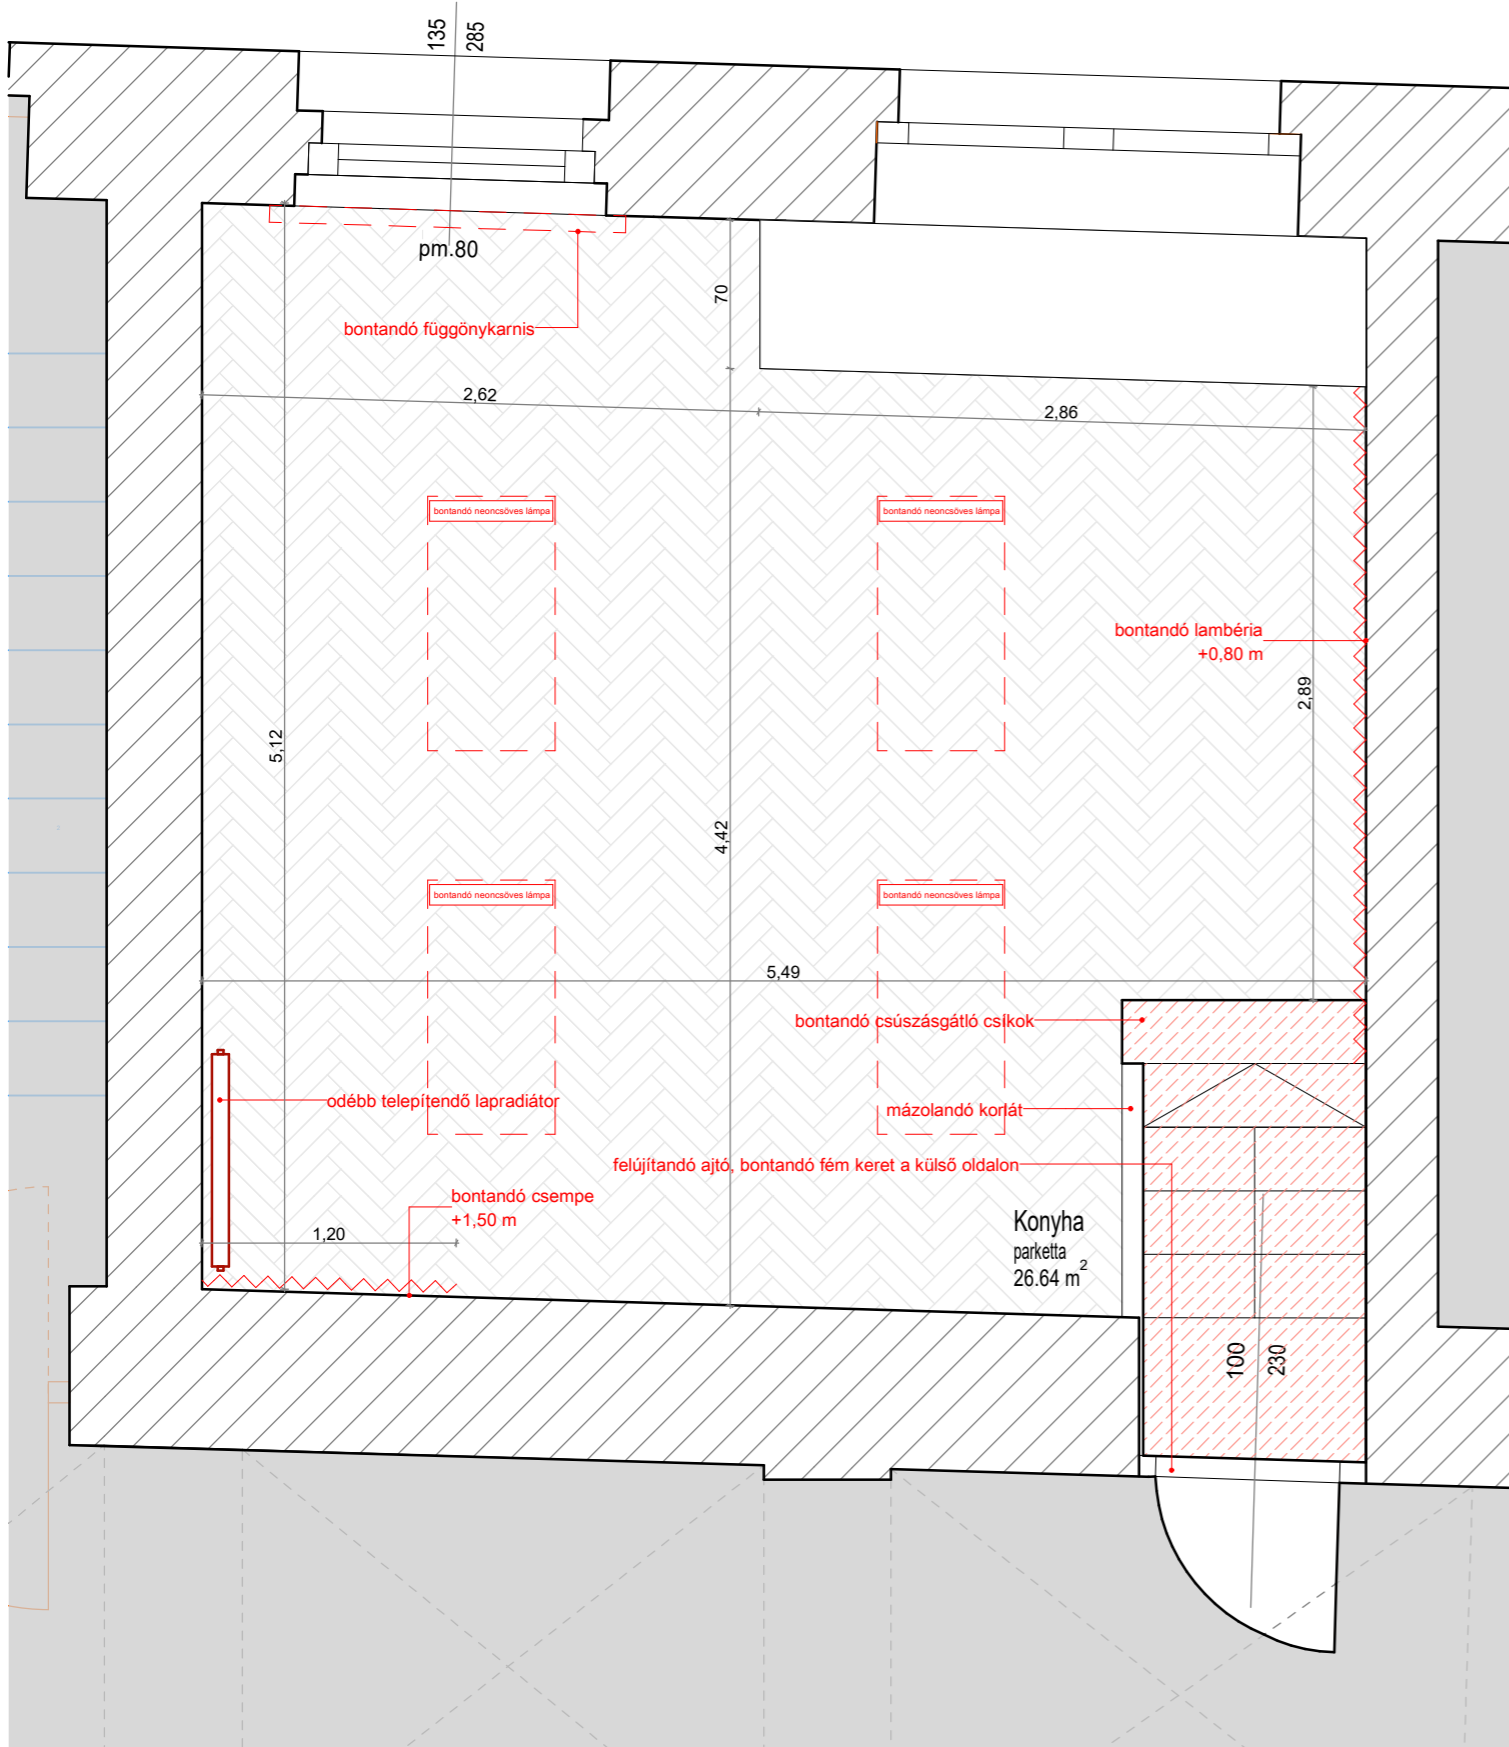 135
285
pm.80
bontandó függönykarnis
70
2,62
2,86
bontandó neoncsöves lámpa
bontandó neoncsöves lámpa
bontandó lambéria
+0,80 m
2,89
5,12
4,42
bontandó neoncsöves lámpa
bontandó neoncsöves lámpa
5,49
bontandó csúszásgátló csíkok
odébb telepítendő lapradiátor
mázolandó korlát
felújítandó ajtó, bontandó fém keret a külső oldalon
bontandó csempe
+1,50 m
1,20
Konyha
parketta
26.64 m²
100
230